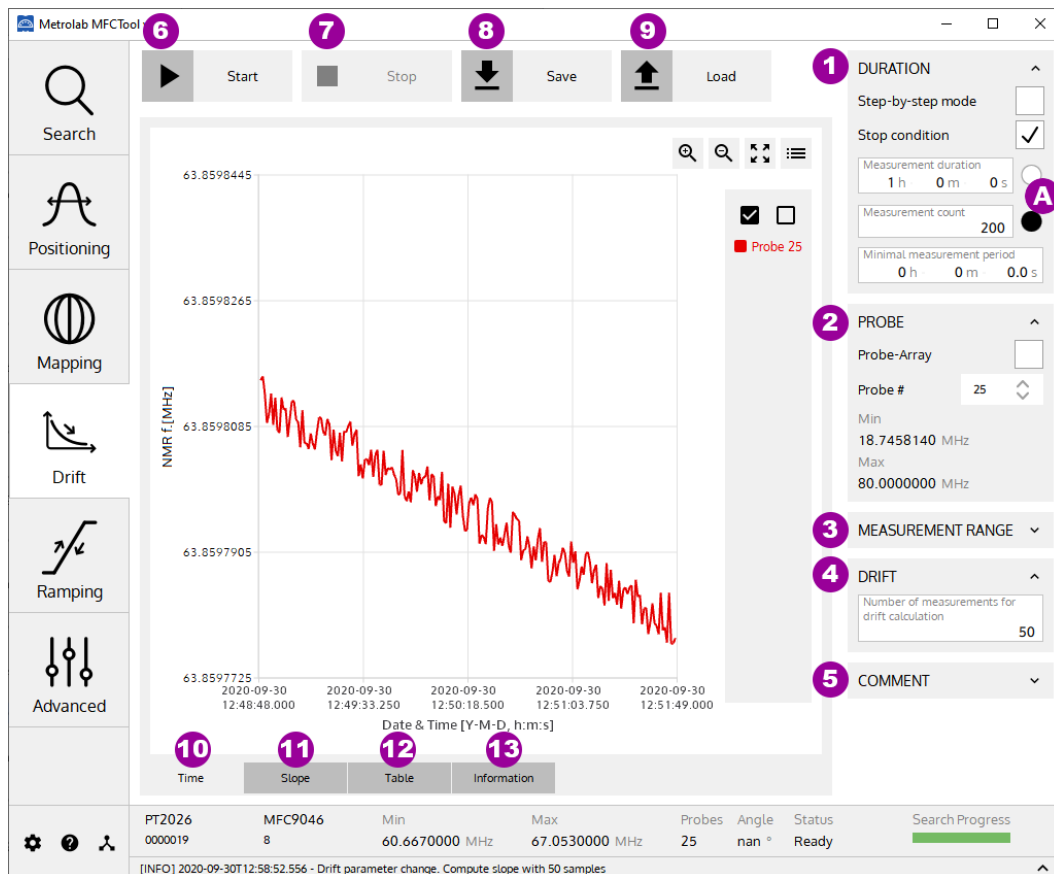 Metrolab MFCToo
6
7
8
9
Start
Stop
Save
Load
Search
Positioning
Mapping
Drift
Ramping
Advanced
63.8598445
63.8598265
63.8598085
63.8597905
63.8597725
NMR f.[MHz]
Probe 25
2020-09-30
12:48:48.000
2020-09-30
12:49:33.250
2020-09-30
12:50:18.500
2020-09-30
12:51:03.750
2020-09-30
12:51:49.000
Date & Time [Y-M-D, h:m:s]
10
11
12
13
Time
Slope
Table
Information
1
DURATION
Step-by-step mode
Stop condition
Measurement duration
1 h 0 m 0 s
A
Measurement count
200
Minimal measurement period
0 h 0 m 0.0 s
2
PROBE
Probe-Array
Probe # 25
Min
18.7458140 MHz
Max
80.0000000 MHz
3
MEASUREMENT RANGE
4
DRIFT
Number of measurements for
drift calculation
50
5
COMMENT
PT2026 MFC9046 Min Max Probes Angle Status Search Progress
0000019 8 60.6670000 MHz 67.0530000 MHz 25 nan ° Ready
[INFO] 2020-09-30T12:58:52.556 - Drift parameter change. Compute slope with 50 samples